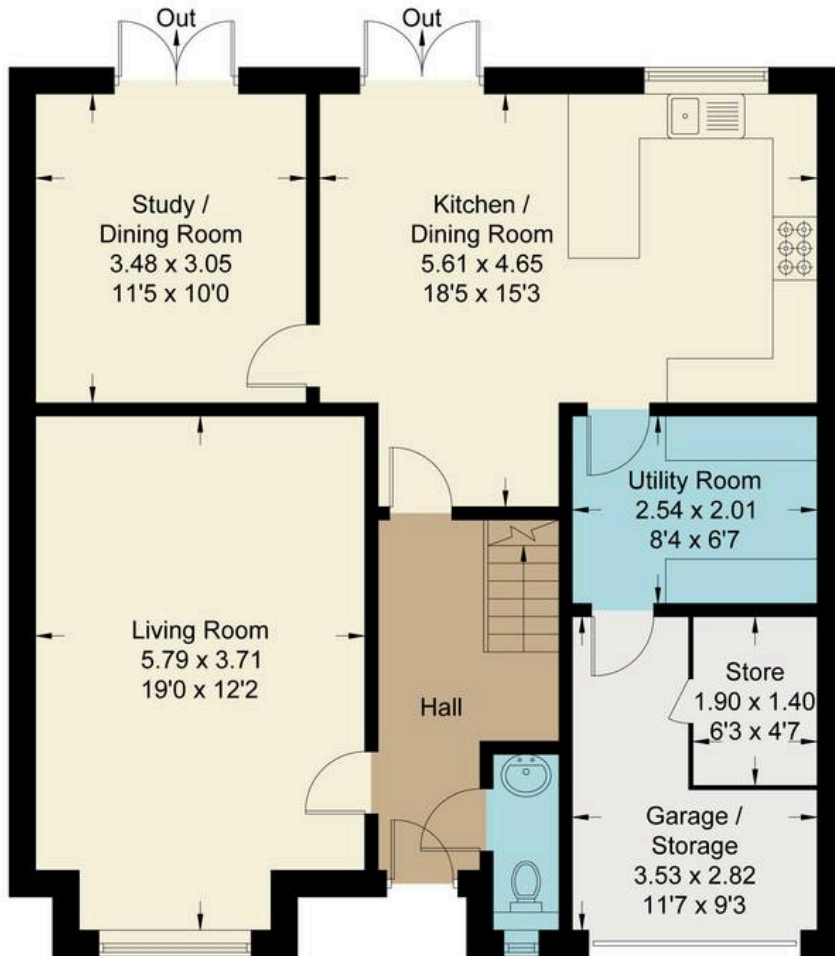 Out
Out
Study /
Dining Room
3.48 x 3.05
11'5 x 10'0
Kitchen /
Dining Room
5.61 x 4.65
18'5 x 15'3
Utility Room
2.54 x 2.01
8'4 x 6'7
Living Room
5.79 x 3.71
19'0 x 12'2
Hall
Store
1.90 x 1.40
6'3 x 4'7
Garage /
Storage
3.53 x 2.82
11'7 x 9'3